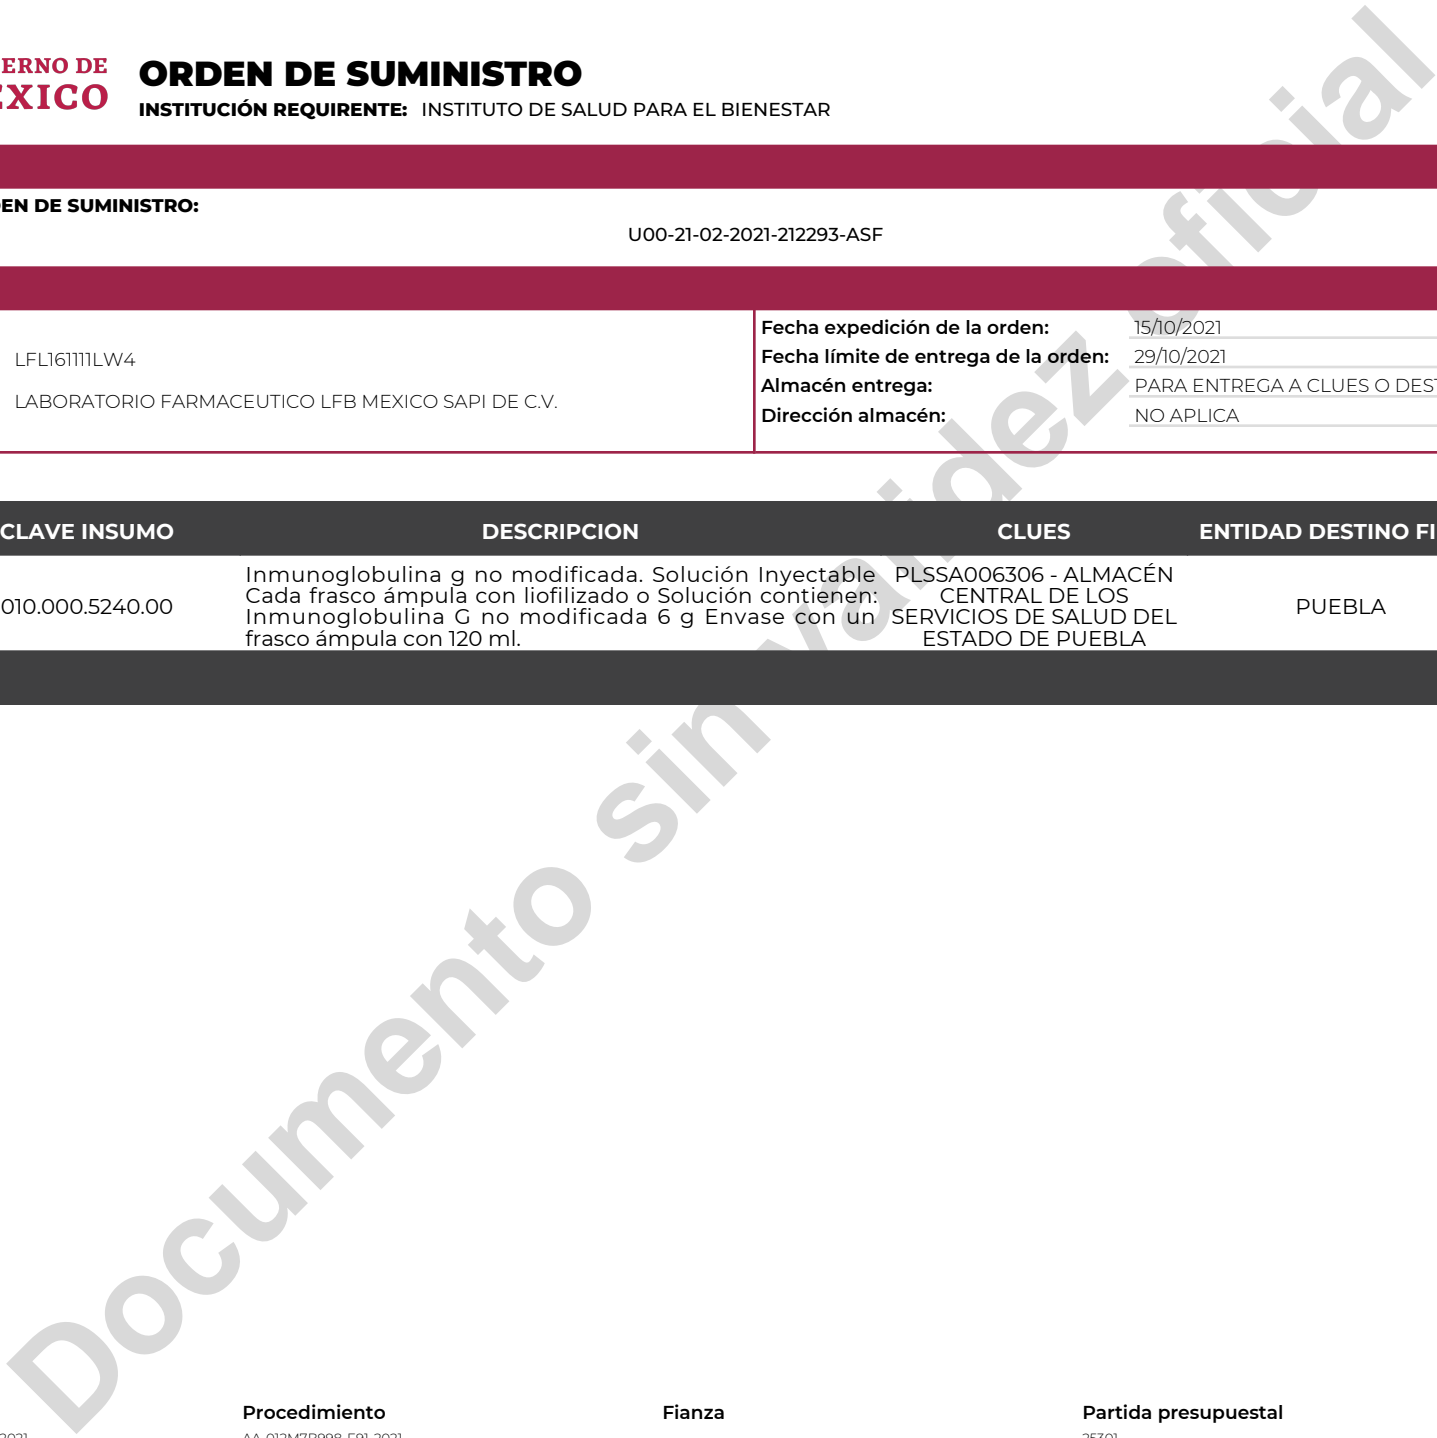 ERNO DE
EXICO
ORDEN DE SUMINISTRO
INSTITUCIÓN REQUIRENTE: INSTITUTO DE SALUD PARA EL BIENESTAR
EN DE SUMINISTRO:
U00-21-02-2021-212293-ASF
LFL161111LW4
LABORATORIO FARMACEUTICO LFB MEXICO SAPI DE C.V.
Fecha expedición de la orden: 15/10/2021
Fecha límite de entrega de la orden: 29/10/2021
Almacén entrega: PARA ENTREGA A CLUES O DEST
Dirección almacén: NO APLICA
CLAVE INSUMO DESCRIPCION CLUES ENTIDAD DESTINO FI
010.000.5240.00
Inmunoglobulina g no modificada. Solución Inyectable
Cada frasco ámpula con liofilizado o Solución contienen:
Inmunoglobulina G no modificada 6 g Envase con un
frasco ámpula con 120 ml.
PLSSA006306 - ALMACÉN
CENTRAL DE LOS
SERVICIOS DE SALUD DEL
ESTADO DE PUEBLA
PUEBLA
Documento sin validez oficial
Procedimiento Fianza Partida presupuestal